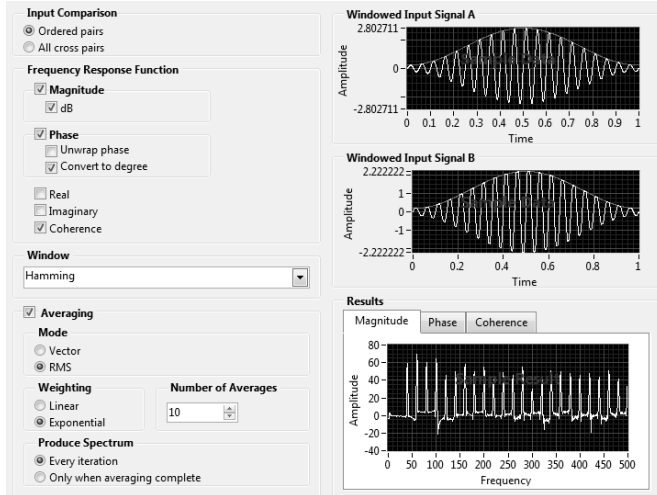 Input Comparison
Ordered pairs
All cross pairs
Frequency Response Function
Magnitude
dB
Phase
Unwrap phase
Convert to degree
Real
Imaginary
Coherence
Window
Hamming
Averaging
Mode
Vector
RMS
Weighting
Linear
Exponential
Number of Averages
10
Produce Spectrum
Every iteration
Only when averaging complete
Windowed Input Signal A
2.802711
0
-2.802711
Amplitude
Sample Data
0 0.1 0.2 0.3 0.4 0.5 0.6 0.7 0.8 0.9 1
Time
Windowed Input Signal B
2.222222
1
0
-1
-2.222222
Amplitude
Sample Data
0 0.2 0.4 0.6 0.8 1
Time
Results
Magnitude Phase Coherence
80
60
40
20
0
-20
-40
Amplitude
Sample Result
0 50 100 150 200 250 300 350 400 450 500
Frequency